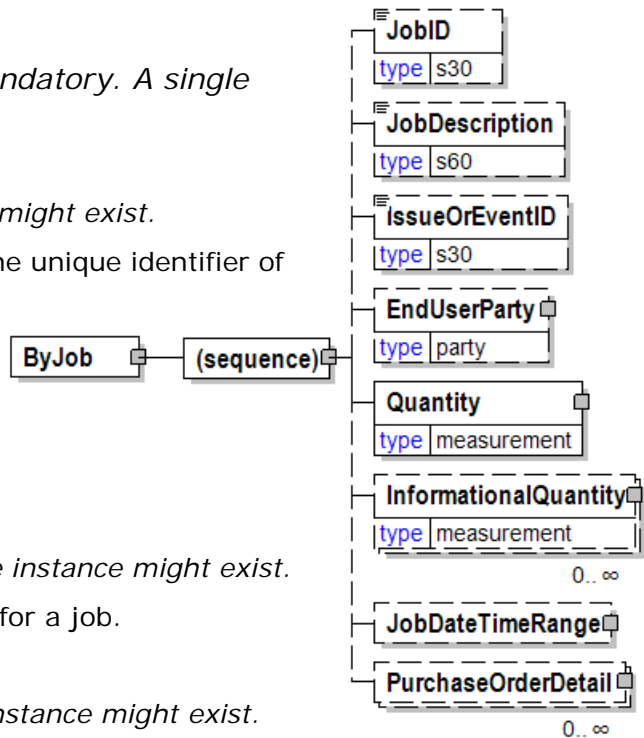 JobID
type s30
ndatory. A single
JobDescription
type s60
might exist.
IssueOrEventID
type s30
he unique identifier of
EndUserParty
type party
ByJob
(sequence)
Quantity
type measurement
InformationalQuantity
type measurement
e instance might exist.
0.. ∞
for a job.
JobDateTimeRange
PurchaseOrderDetail
nstance might exist.
0.. ∞